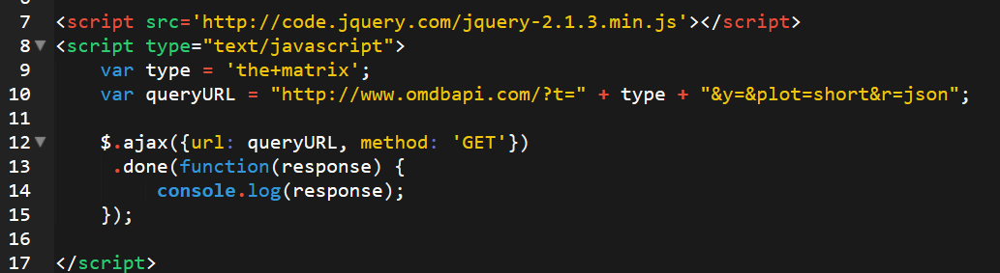 7 <script src='http://code.jquery.com/jquery-2.1.3.min.js'></script>
8 <script type="text/javascript">
9 var type = 'the+matrix';
10 var queryURL = "http://www.omdbapi.com/?t=" + type + "&y=&plot=short&r=json";
11
12 $.ajax({url: queryURL, method: 'GET'})
13 .done(function(response) {
14 console.log(response);
15 });
16
17 </script>